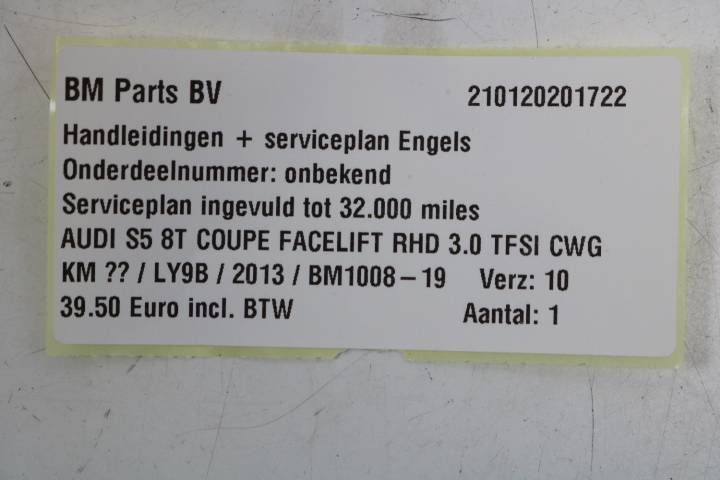 BM Parts BV 210120201722
Handleidingen + serviceplan Engels
Onderdeelnummer: onbekend
Serviceplan ingevuld tot 32.000 miles
AUDI S5 8T COUPE FACELIFT RHD 3.0 TFSI CWG
KM ?? / LY9B / 2013 / BM1008-19 Verz: 10
39.50 Euro incl. BTW Aantal: 1